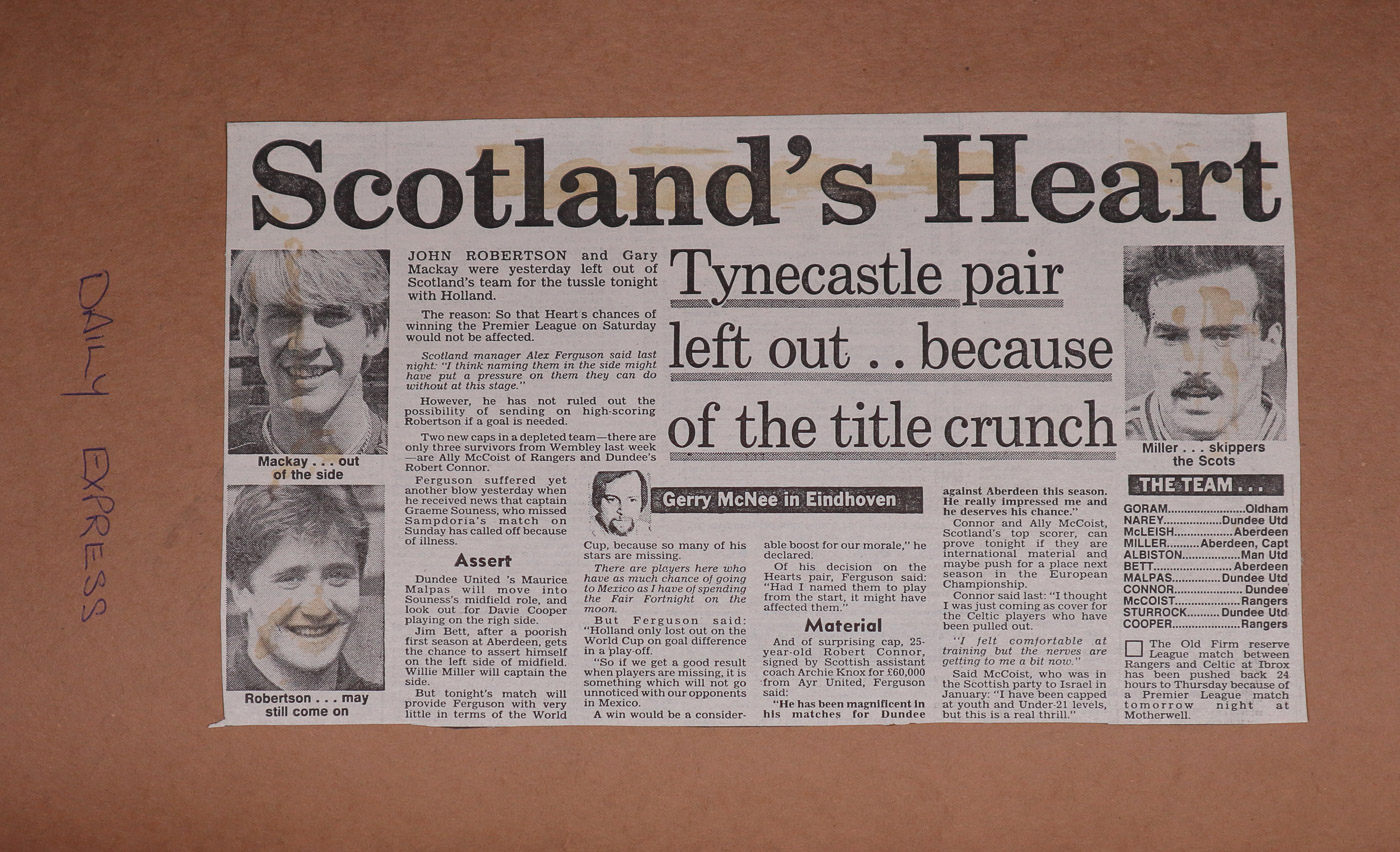 DAILY EXPRESS
Scotland's Heart
Mackay . . . out
of the side
Robertson . . . may
still come on
JOHN ROBERTSON and Gary
Mackay were yesterday left out of
Scotland's team for the tussle tonight
with Holland.
The reason: So that Heart s chances of
winning the Premier League on Saturday
would not be affected.
Scotland manager Alex Ferguson said last
night: "I think naming them in the side might
have put a pressure on them they can do
without at this stage."
However, he has not ruled out the
possibility of sending on high-scoring
Robertson if a goal is needed.
Two new caps in a depleted team—there are
only three survivors from Wembley last week
—are Ally McCoist of Rangers and Dundee's
Robert Connor.
Ferguson suffered yet
another blow yesterday when
he received news that captain
Graeme Souness, who missed
Sampdoria's match on
Sunday has called off because
of illness.
Assert
Dundee United 's Maurice
Malpas will move into
Souness's midfield role, and
look out for Davie Cooper
playing on the righ side.
Jim Bett, after a poorish
first season at Aberdeen, gets
the chance to assert himself
on the left side of midfield.
Willie Miller will captain the
side.
But tonight's match will
provide Ferguson with very
little in terms of the World
Tynecastle pair
left out . . because
of the title crunch
Gerry McNee in Eindhoven
Cup, because so many of his
stars are missing.
There are players here who
have as much chance of going
to Mexico as I have of spending
the Fair Fortnight on the
moon.
But Ferguson said:
"Holland only lost out on the
World Cup on goal difference
in a play-off.
"So if we get a good result
when players are missing, it is
something which will not go
unnoticed with our opponents
in Mexico.
A win would be a consider-
able boost for our morale," he
declared.
Of his decision on the
Hearts pair, Ferguson said:
"Had I named them to play
from the start, it might have
affected them."
Material
And of surprising cap, 25-
year-old Robert Connor,
signed by Scottish assistant
coach Archie Knox for £60,000
from Ayr United, Ferguson
said:
"He has been magnificent in
his matches for Dundee
against Aberdeen this season.
He really impressed me and
he deserves his chance."
Connor and Ally McCoist,
Scotland's top scorer, can
prove tonight if they are
international material and
maybe push for a place next
season in the European
Championship.
Connor said last: "I thought
I was just coming as cover for
the Celtic players who have
been pulled out.
"I felt comfortable at
training but the nerves are
getting to me a bit now."
Said McCoist, who was in
the Scottish party to Israel in
January: "I have been capped
at youth and Under-21 levels,
but this is a real thrill."
Miller . . . skippers
the Scots
THE TEAM . . .
GORAM....................Oldham
NAREY...............Dundee Utd
McLEISH..............Aberdeen
MILLER.........Aberdeen, Capt
ALBISTON...............Man Utd
BETT.....................Aberdeen
MALPAS.............Dundee Utd
CONNOR..................Dundee
McCOIST..................Rangers
STURROCK.........Dundee Utd
COOPER..................Rangers
The Old Firm reserve
League match between
Rangers and Celtic at Ibrox
has been pushed back 24
hours to Thursday because of
a Premier League match
tomorrow night at
Motherwell.